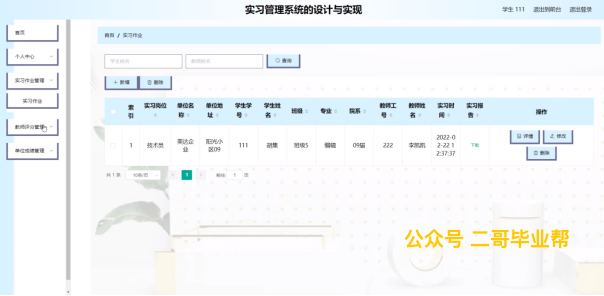 实习管理系统的设计与实现
学生 111 退出到前台 退出登录
首页
个人中心
实习作业管理
实习作业
教师评分管理
单位成绩管理
首页 / 实习作业
学生姓名 教师姓名 查询
+ 新增 删除
索引 实习岗位 单位名称 单位地址 学生学号 学生姓名 班级 专业 院系 教师工号 教师姓名 实习时间 实习报告 操作
1 技术员 阳光小区09 111 胡集 班级5 09届 222 李凯凯 2022-02-22 12:37:37 下载 详情 修改 删除
共 1 条 10条/页 1 前往 1 页
公众号 二哥毕业帮